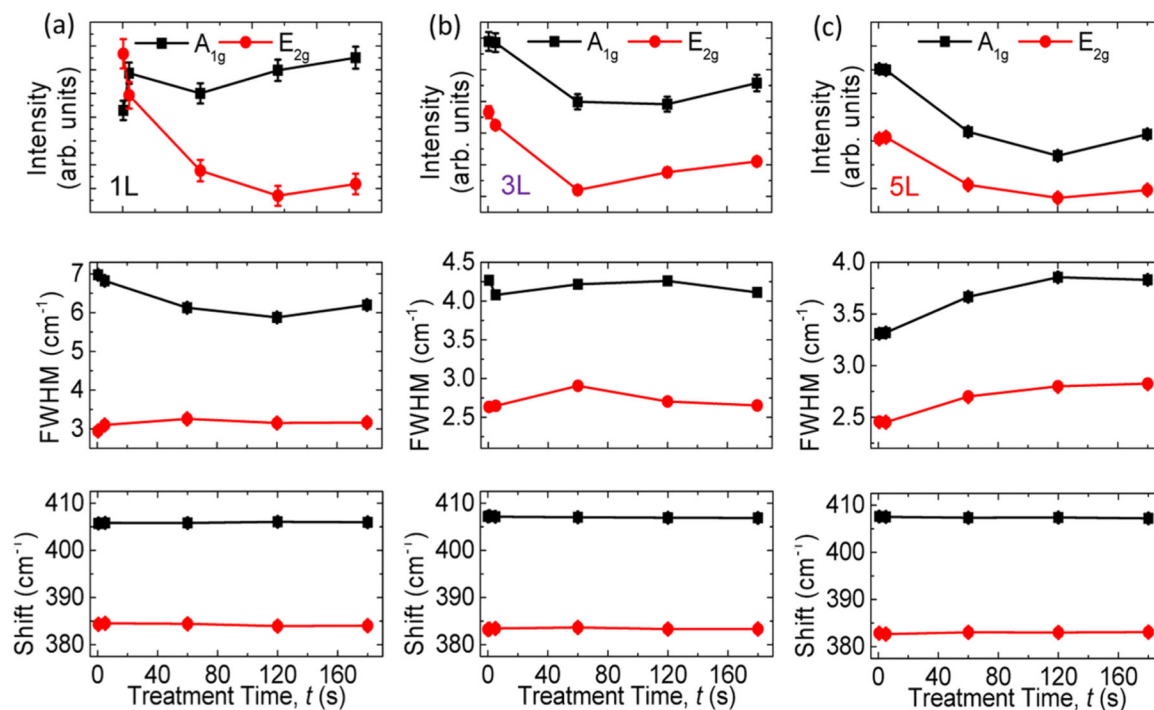 (a) A1g E2g
Intensity (arb. units)
1L
(b) A1g E2g
Intensity (arb. units)
3L
(c) A1g E2g
Intensity (arb. units)
5L
7
6
5
4
3
FWHM (cm⁻¹)
4.5
4.0
3.5
3.0
2.5
FWHM (cm⁻¹)
4.0
3.5
3.0
2.5
FWHM (cm⁻¹)
410
400
390
380
Shift (cm⁻¹)
0 40 80 120 160
Treatment Time, t (s)
410
400
390
380
Shift (cm⁻¹)
0 40 80 120 160
Treatment Time, t (s)
410
400
390
380
Shift (cm⁻¹)
0 40 80 120 160
Treatment Time, t (s)